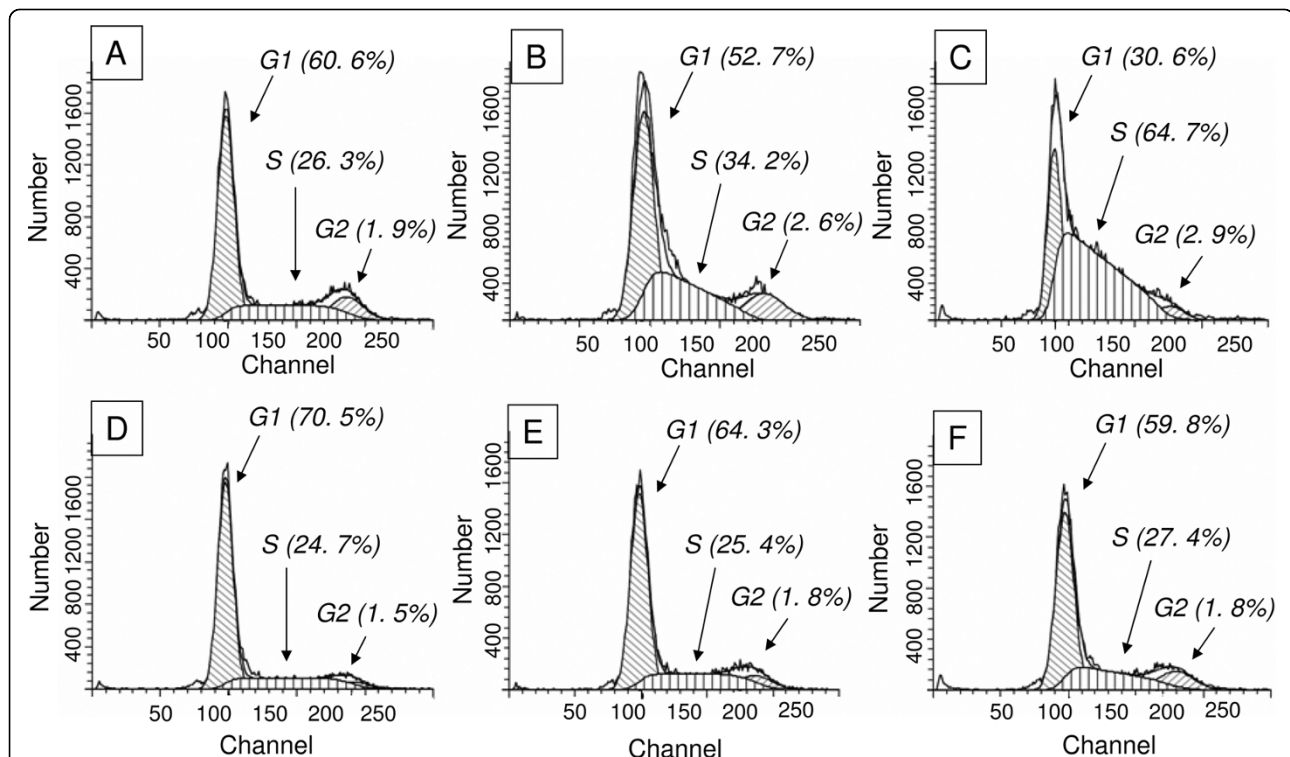 A
G1 (60. 6%)
S (26. 3%)
G2 (1. 9%)
Number
400
800
1200
1600
50 100 150 200 250
Channel
B
G1 (52. 7%)
S (34. 2%)
G2 (2. 6%)
Number
400
800
1200
1600
50 100 150 200 250
Channel
C
G1 (30. 6%)
S (64. 7%)
G2 (2. 9%)
Number
400
800
1200
1600
50 100 150 200 250
Channel
D
G1 (70. 5%)
S (24. 7%)
G2 (1. 5%)
Number
400
800
1200
1600
50 100 150 200 250
Channel
E
G1 (64. 3%)
S (25. 4%)
G2 (1. 8%)
Number
400
800
1200
1600
50 100 150 200 250
Channel
F
G1 (59. 8%)
S (27. 4%)
G2 (1. 8%)
Number
400
800
1200
1600
50 100 150 200 250
Channel